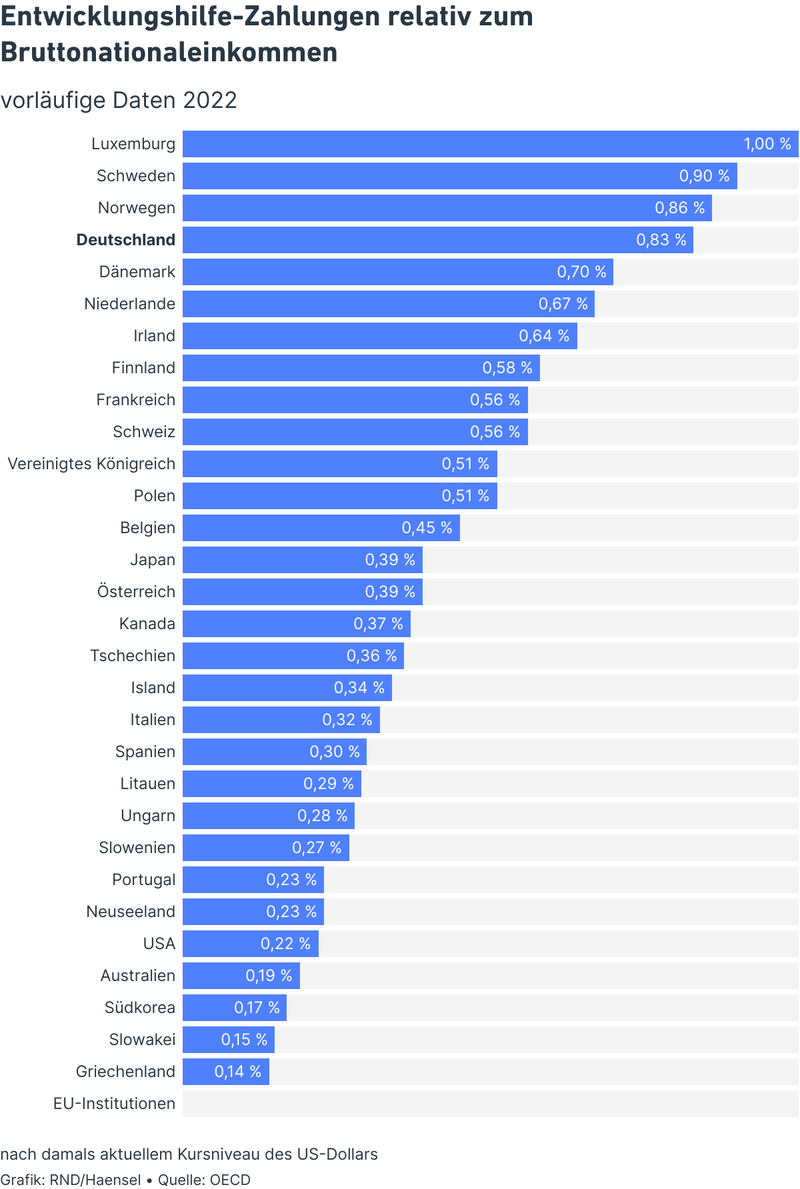 Entwicklungshilfe-Zahlungen relativ zum
Bruttonationaleinkommen
vorläufige Daten 2022
Luxemburg 1,00 %
Schweden 0,90 %
Norwegen 0,86 %
Deutschland 0,83 %
Dänemark 0,70 %
Niederlande 0,67 %
Irland 0,64 %
Finnland 0,58 %
Frankreich 0,56 %
Schweiz 0,56 %
Vereinigtes Königreich 0,51 %
Polen 0,51 %
Belgien 0,45 %
Japan 0,39 %
Österreich 0,39 %
Kanada 0,37 %
Tschechien 0,36 %
Island 0,34 %
Italien 0,32 %
Spanien 0,30 %
Litauen 0,29 %
Ungarn 0,28 %
Slowenien 0,27 %
Portugal 0,23 %
Neuseeland 0,23 %
USA 0,22 %
Australien 0,19 %
Südkorea 0,17 %
Slowakei 0,15 %
Griechenland 0,14 %
EU-Institutionen
nach damals aktuellem Kursniveau des US-Dollars
Grafik: RND/Haensel • Quelle: OECD